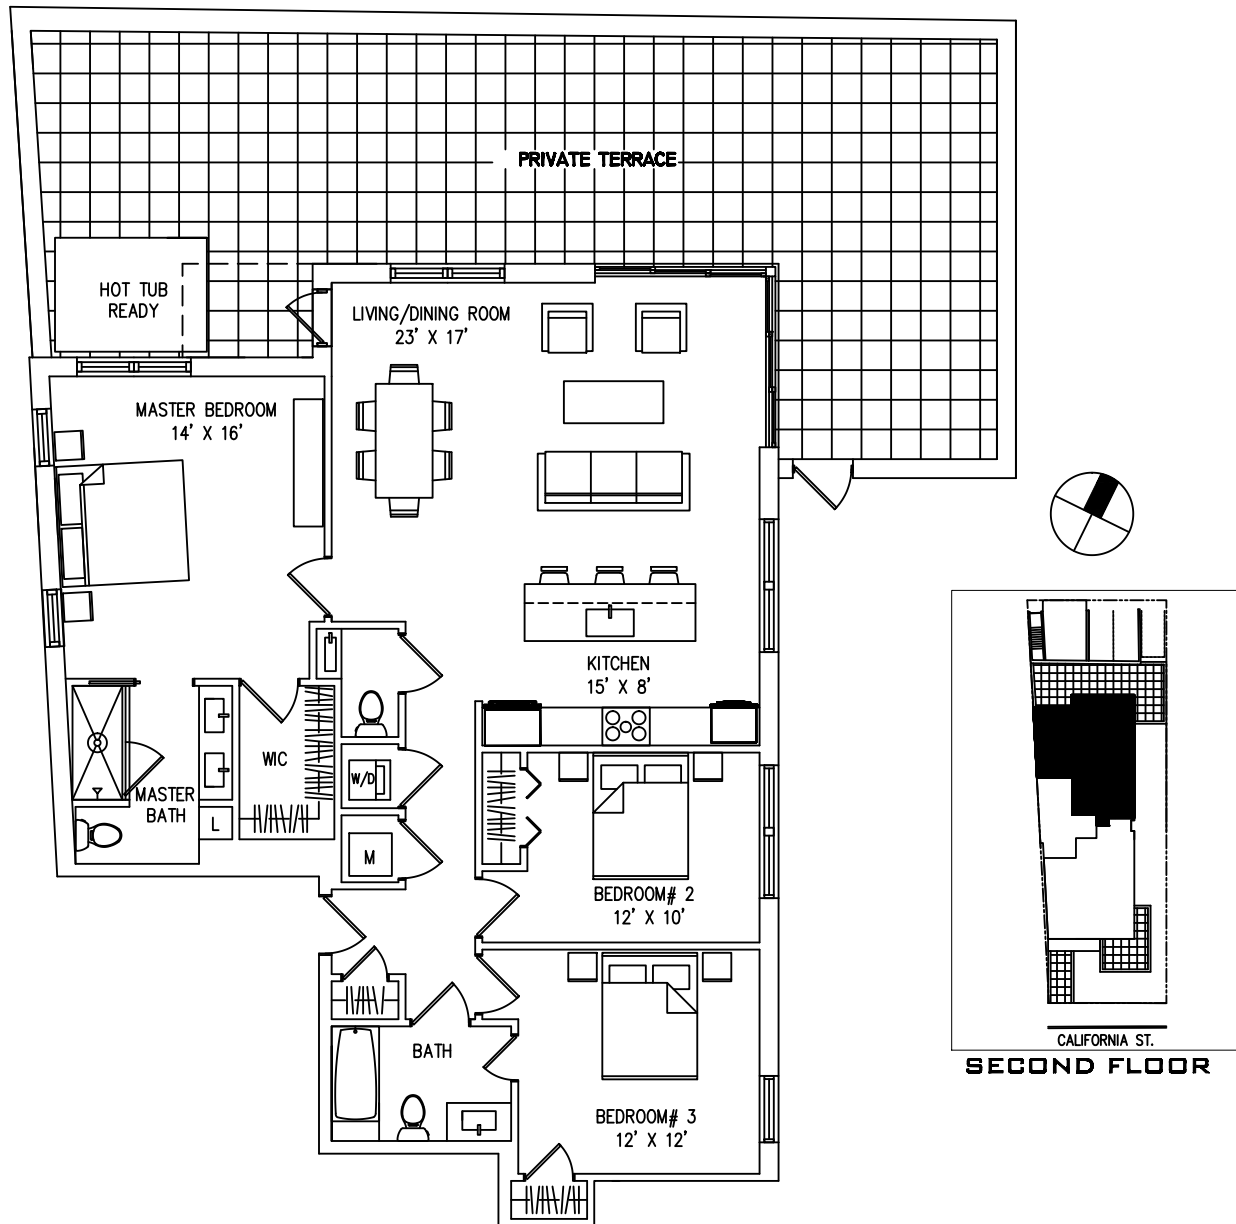 PRIVATE TERRACE
HOT TUB
READY
LIVING/DINING ROOM
23' X 17'
MASTER BEDROOM
14' X 16'
KITCHEN
15' X 8'
WIC
W/D
MASTER
BATH
L
M
BEDROOM# 2
12' X 10'
BATH
BEDROOM# 3
12' X 12'
CALIFORNIA ST.
SECOND FLOOR